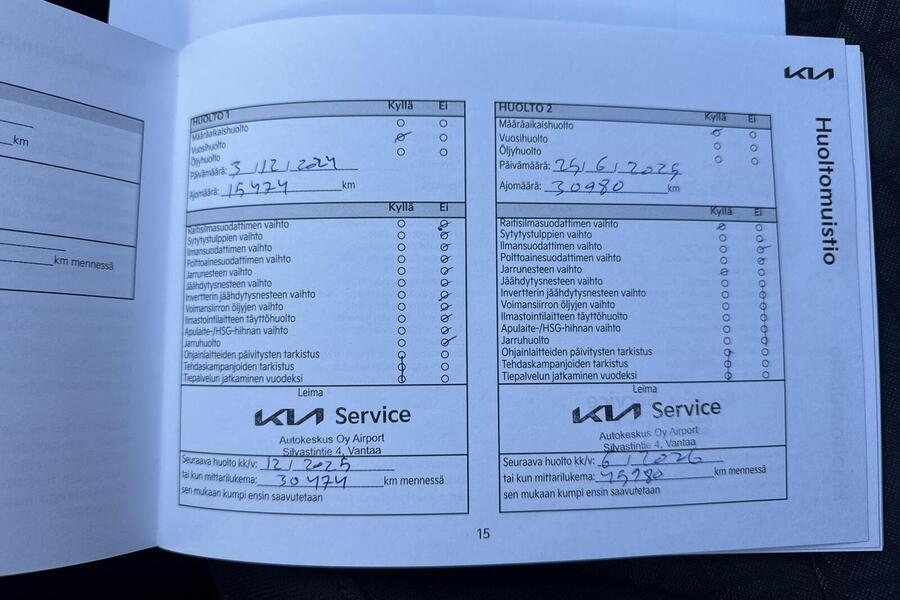 km
km mennessä
KIA
Huoltomuistio
HUOLTO 1 Kyllä Ei
Määräaikaishuolto
Vuosihuolto
Öljyhuolto
Päivämäärä: 3/12/2024
Ajomäärä: 15474 km
Kyllä Ei
Raitisilmasuodattimen vaihto
Sytytystulppien vaihto
Ilmansuodattimen vaihto
Polttoainesuodattimen vaihto
Jarrunesteen vaihto
Jäähdytysnesteen vaihto
Invertterin jäähdytysnesteen vaihto
Voimansiirron öljyjen vaihto
Ilmastointilaitteen täyttöhuolto
Apulaite-/HSG-hihnan vaihto
Jarruhuolto
Ohjainlaitteiden päivitysten tarkistus
Tehdaskampanjoiden tarkistus
Tiepalvelun jatkaminen vuodeksi
Leima
KIA Service
Autokeskus Oy Airport
Silvastintie 4, Vantaa
Seuraava huolto kk/v: 12/2025
tai kun mittarilukema: 30474 km mennessä
sen mukaan kumpi ensin saavutetaan
HUOLTO 2 Kyllä Ei
Määräaikaishuolto
Vuosihuolto
Öljyhuolto
Päivämäärä: 25/6/2025
Ajomäärä: 30980 km
Kyllä Ei
Raitisilmasuodattimen vaihto
Sytytystulppien vaihto
Ilmansuodattimen vaihto
Polttoainesuodattimen vaihto
Jarrunesteen vaihto
Jäähdytysnesteen vaihto
Invertterin jäähdytysnesteen vaihto
Voimansiirron öljyjen vaihto
Ilmastointilaitteen täyttöhuolto
Apulaite-/HSG-hihnan vaihto
Jarruhuolto
Ohjainlaitteiden päivitysten tarkistus
Tehdaskampanjoiden tarkistus
Tiepalvelun jatkaminen vuodeksi
Leima
KIA Service
Autokeskus Oy Airport
Silvastintie 4, Vantaa
Seuraava huolto kk/v: 6/2026
tai kun mittarilukema: 45980 km mennessä
sen mukaan kumpi ensin saavutetaan
15